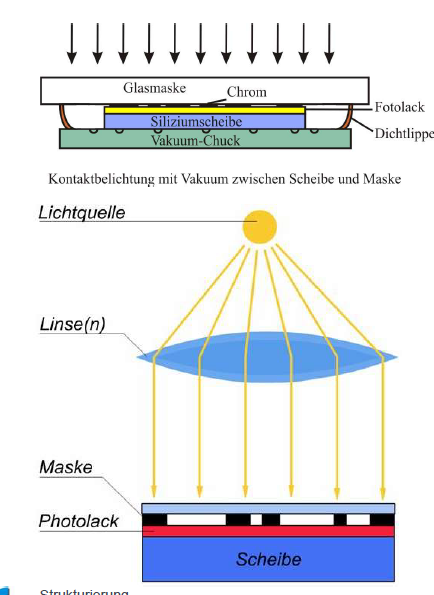 Glasmaske
Chrom
Fotolack
Siliziumscheibe
Dichtlippe
Vakuum-Chuck
Kontaktbelichtung mit Vakuum zwischen Scheibe und Maske
Lichtquelle
Linse(n)
Maske
Photolack
Scheibe
Strukturierung